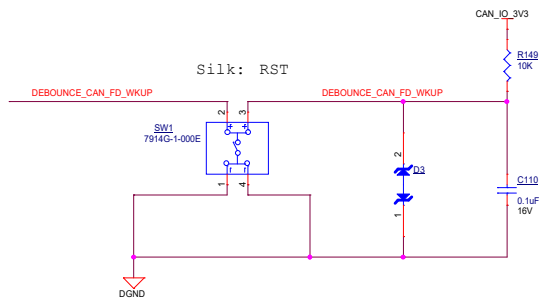 CAN_IO_3V3
R149
10K
Silk: RST
DEBOUNCE_CAN_FD_WKUP
DEBOUNCE_CAN_FD_WKUP
2
3
SW1
7914G-1-000E
1
4
2
D3
1
C110
0.1uF
16V
DGND